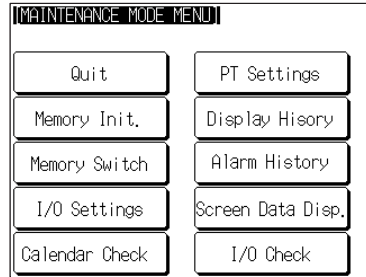 [MAINTENANCE MODE MENU]
Quit
PT Settings
Memory Init.
Display Hisory
Memory Switch
Alarm History
I/O Settings
Screen Data Disp.
Calendar Check
I/O Check